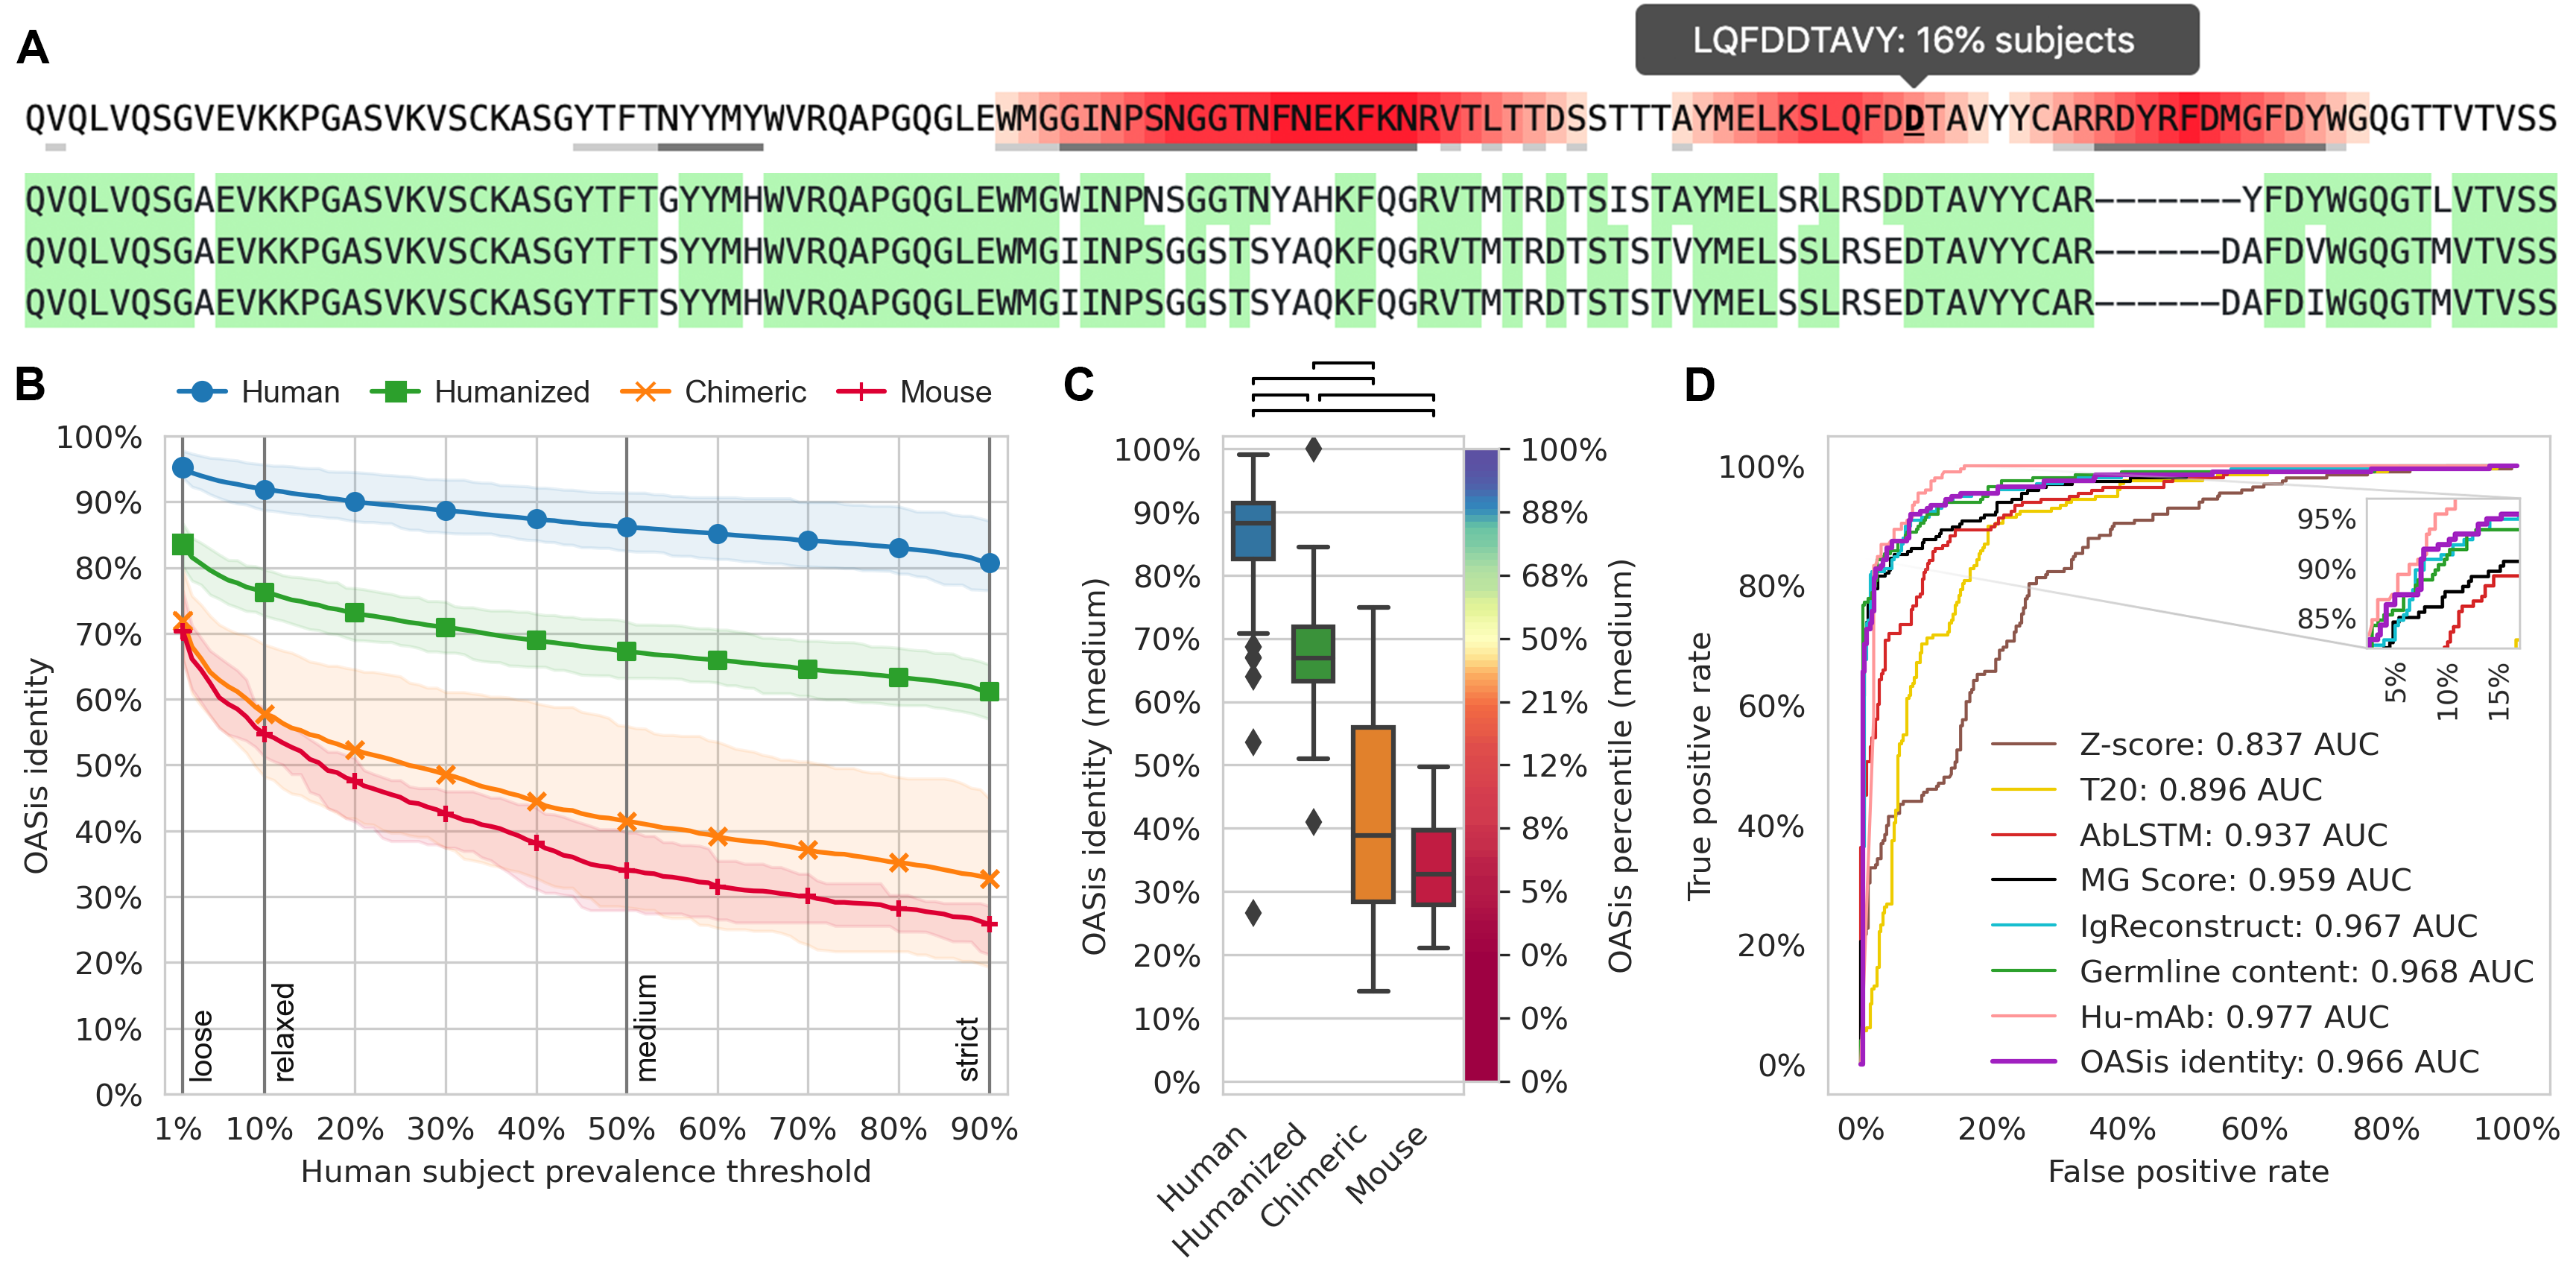 A
LQFDDTAVY: 16% subjects
QVQLVQSGVEVKKPGASVKVSCKASGYTFTNYYMYWVRQAPGQGLEWMGGINPSNGGTNFNEKFKNRVTLTTDSSTTTAYMELKSLQFDDTAVYYCARRDYRFDMGFDYWGQGTTVTVSS
QVQLVQSGAEVKKPGASVKVSCKASGYTFTGYYMHWVRQAPGQGLEWMGWINPNSGGTNYAHKFQGRVTMTRDTSISTAYMELSRLRSDDTAVYYCAR-------YFDYWGQGTLVTVSS
QVQLVQSGAEVKKPGASVKVSCKASGYTFTSYYMHWVRQAPGQGLEWMGIINPSGGSTSYAQKFQGRVTMTRDTSTSTVYMELSSLRSEDTAVYYCAR------DAFDVWGQGTMVTVSS
QVQLVQSGAEVKKPGASVKVSCKASGYTFTSYYMHWVRQAPGQGLEWMGIINPSGGSTSYAQKFQGRVTMTRDTSTSTVYMELSSLRSEDTAVYYCAR------DAFDIWGQGTMVTVSS
B
Human Humanized Chimeric Mouse
OASis identity
100%
90%
80%
70%
60%
50%
40%
30%
20%
10%
0%
loose
relaxed
medium
strict
1% 10% 20% 30% 40% 50% 60% 70% 80% 90%
Human subject prevalence threshold
C
OASis identity (medium)
100%
90%
80%
70%
60%
50%
40%
30%
20%
10%
0%
Human
Humanized
Chimeric
Mouse
100%
88%
68%
50%
21%
12%
8%
5%
0%
0%
0%
OASis percentile (medium)
D
True positive rate
100%
80%
60%
40%
20%
0%
95%
90%
85%
5% 10% 15%
Z-score: 0.837 AUC
T20: 0.896 AUC
AbLSTM: 0.937 AUC
MG Score: 0.959 AUC
IgReconstruct: 0.967 AUC
Germline content: 0.968 AUC
Hu-mAb: 0.977 AUC
OASis identity: 0.966 AUC
0% 20% 40% 60% 80% 100%
False positive rate